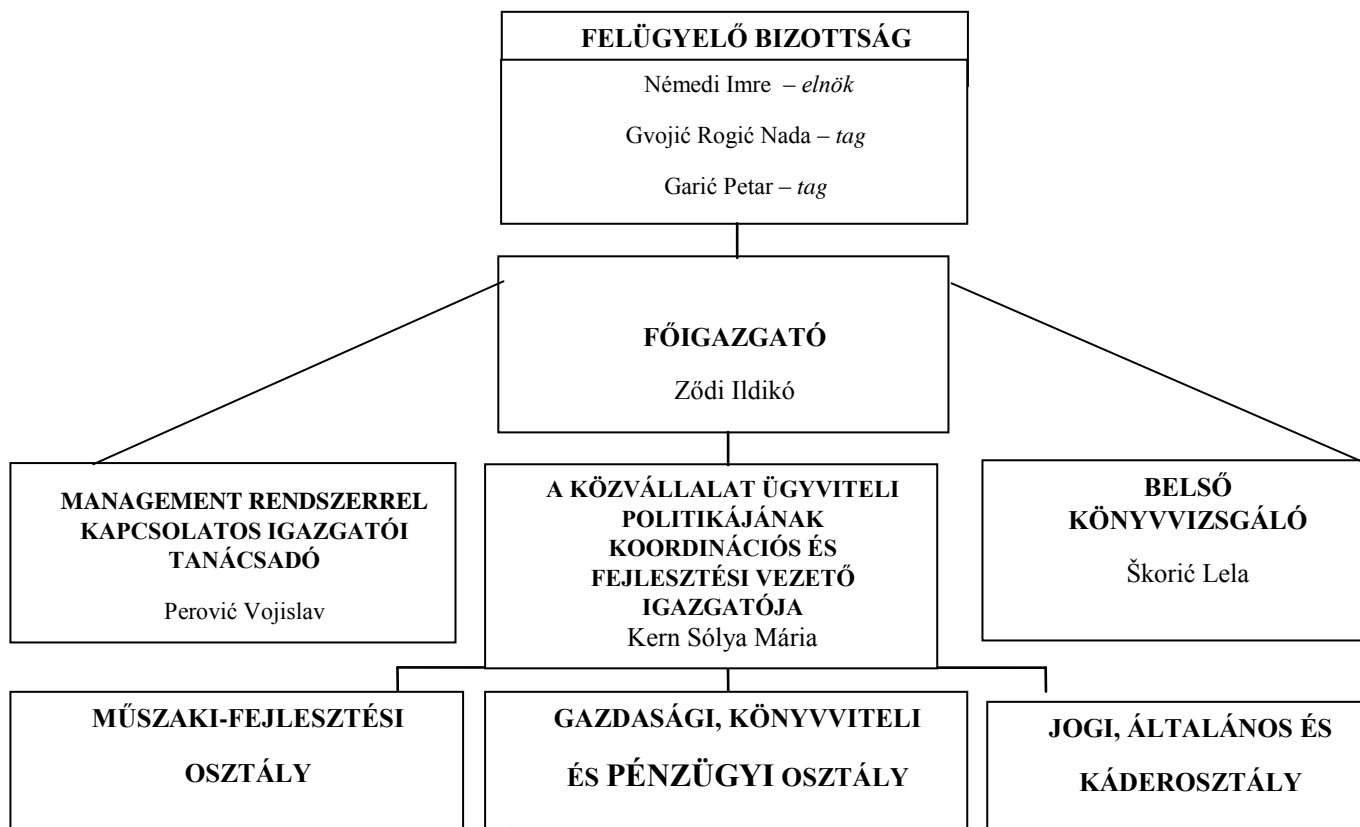 FELÜGYELŐ BIZOTTSÁG
Némedi Imre – elnök
Gvojić Rogić Nada – tag
Garić Petar – tag
FŐIGAZGATÓ
Ződi Ildikó
MANAGEMENT RENDSZERREL
KAPCSOLATOS IGAZGATÓI
TANÁCSADÓ
Perović Vojislav
A KÖZVÁLLALAT ÜGYVITELI
POLITIKÁJÁNAK
KOORDINÁCIÓS ÉS
FEJLESZTÉSI VEZETŐ
IGAZGATÓJA
Kern Sólya Mária
BELSŐ
KÖNYVVIZSGÁLÓ
Škorić Lela
MŰSZAKI-FEJLESZTÉSI
OSZTÁLY
GAZDASÁGI, KÖNYVVITELI
ÉS PÉNZÜGYI OSZTÁLY
JOGI, ÁLTALÁNOS ÉS
KÁDEROSZTÁLY